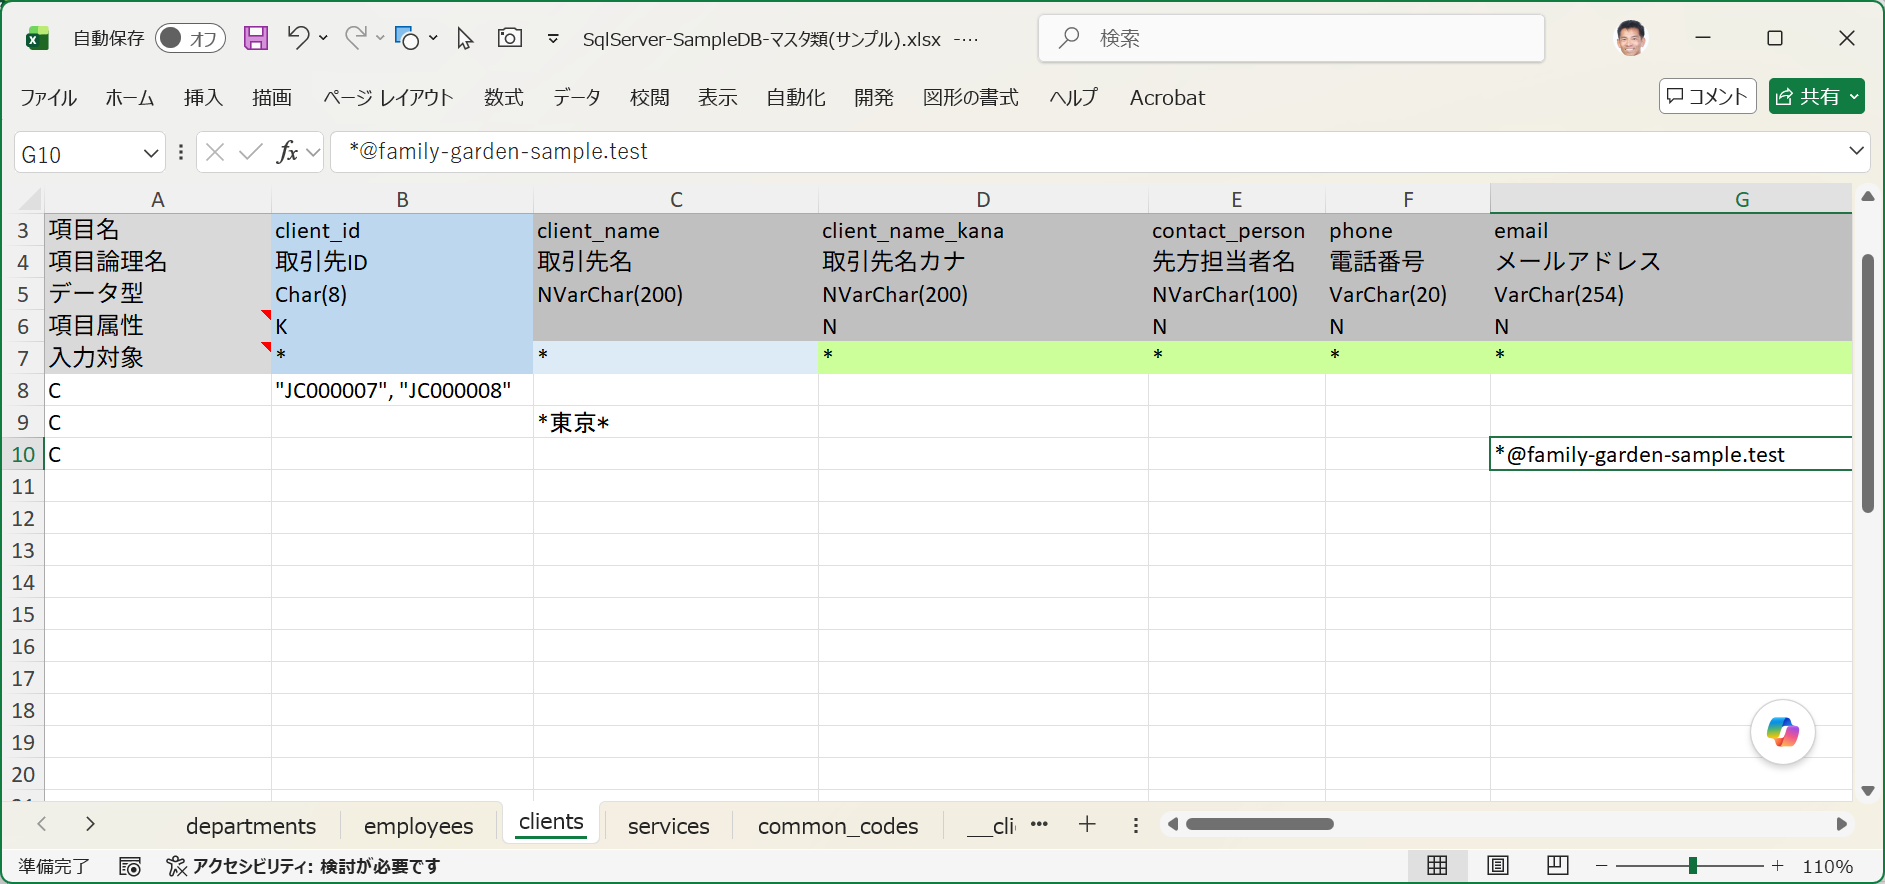 自動保存 オフ SqlServer-SampleDB-マスタ類(サンプル).xlsx -… 検索
ファイル ホーム 挿入 描画 ページ レイアウト 数式 データ 校閲 表示 自動化 開発 図形の書式 ヘルプ Acrobat コメント 共有
G10 fx *@family-garden-sample.test
A B C D E F G
3 項目名 client_id client_name client_name_kana contact_person phone email
4 項目論理名 取引先ID 取引先名 取引先名カナ 先方担当者名 電話番号 メールアドレス
5 データ型 Char(8) NVarChar(200) NVarChar(200) NVarChar(100) VarChar(20) VarChar(254)
6 項目属性 K N N N N
7 入力対象 * * * * * *
8 C "JC000007", "JC000008"
9 C *東京*
10 C *@family-garden-sample.test
11
12
13
14
15
16
17
18
19
20
departments employees clients services common_codes __cli ···
準備完了 アクセシビリティ: 検討が必要です 110%